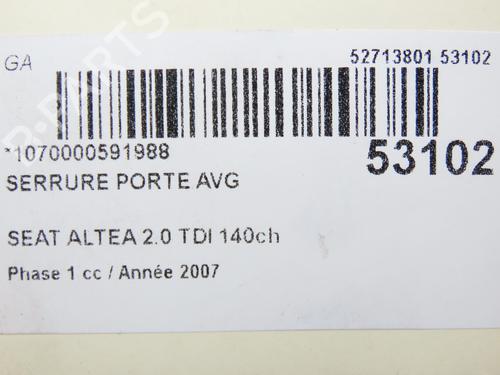 GA
52713801 53102
*1070000591988
53102
SERRURE PORTE AVG
SEAT ALTEA 2.0 TDI 140ch
Phase 1 cc / Année 2007